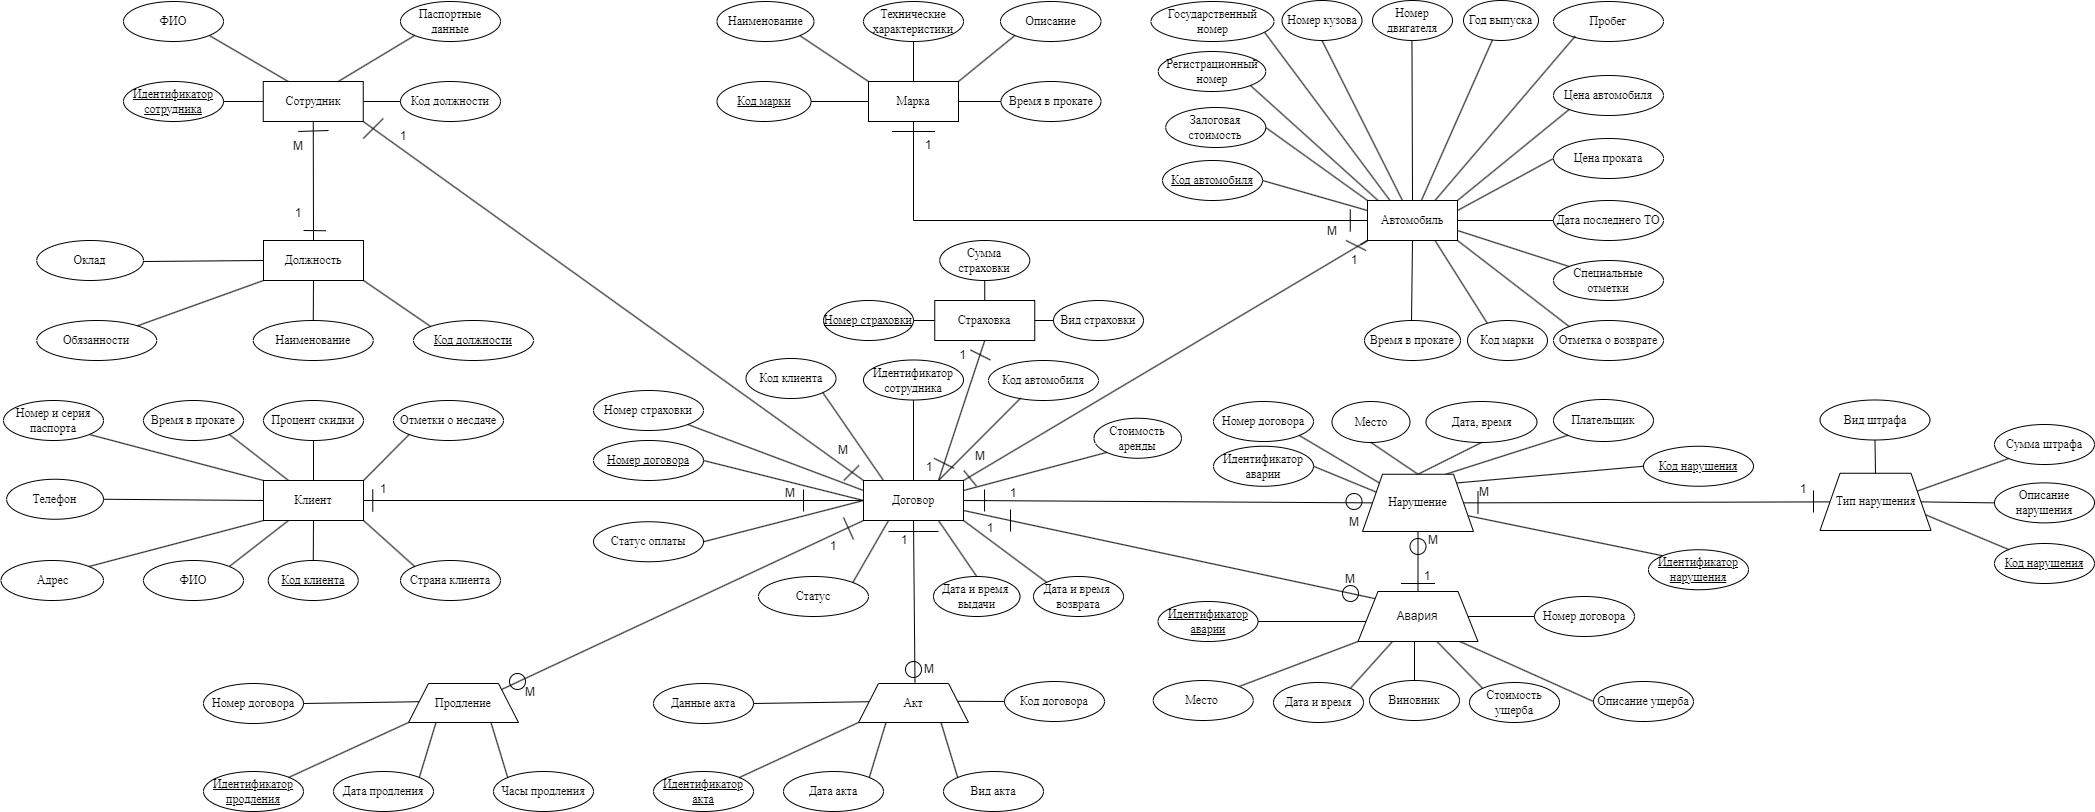 ФИО
Паспортные
данные
Идентификатор
сотрудника
Сотрудник
Код должности
М
1
1
Оклад
Должность
Обязанности
Наименование
Код должности
Наименование
Технические
характеристики
Описание
Код марки
Марка
Время в прокате
1
Государственный
номер
Номер кузова
Номер
двигателя
Год выпуска
Пробег
Регистрационный
номер
Цена автомобиля
Залоговая
стоимость
Цена проката
Код автомобиля
Автомобиль
Дата последнего ТО
М
1
Специальные
отметки
Время в прокате
Код марки
Отметка о возврате
Сумма
страховки
Номер страховки
Страховка
Вид страховки
1
Код клиента
Идентификатор
сотрудника
Код автомобиля
Номер страховки
Стоимость
аренды
Номер договора
М
1
М
Номер и серия
паспорта
Время в прокате
Процент скидки
Отметки о несдаче
Телефон
Клиент
1
М
Договор
1
Адрес
ФИО
Код клиента
Страна клиента
Статус оплаты
1
1
1
Статус
Дата и время
выдачи
Дата и время
возврата
Номер договора
Место
Дата, время
Плательщик
Идентификатор
аварии
Код нарушения
Нарушение
М
М
1
Вид штрафа
Сумма штрафа
Тип нарушения
Описание
нарушения
Код нарушения
Идентификатор
нарушения
М
1
М
Идентификатор
аварии
Авария
Номер договора
Место
Дата и время
Виновник
Стоимость
ущерба
Описание ущерба
М
Номер договора
Продление
Идентификатор
продления
Дата продления
Часы продления
М
Данные акта
Акт
Код договора
Идентификатор
акта
Дата акта
Вид акта